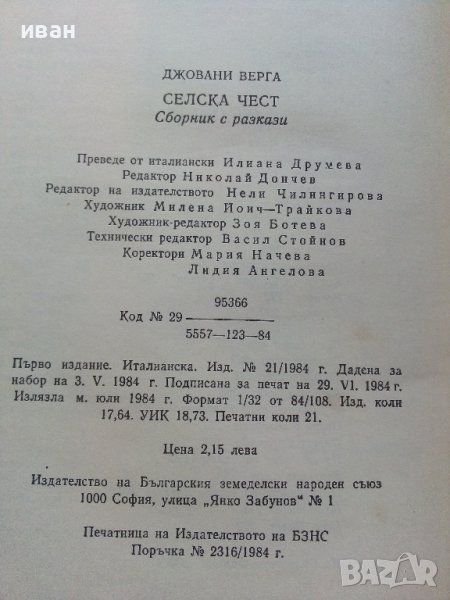 иван
ДЖОВАНИ ВЕРГА
СЕЛСКА ЧЕСТ
Сборник с разкази
Преведе от италиански Илиана Друмева
Редактор Николай Дончев
Редактор на издателството Нели Чилингирова
Художник Милена Иоич—Трайкова
Художник-редактор Зоя Ботева
Технически редактор Васил Стойнов
Коректори Мария Начева
Лидия Ангелова
95366
Код № 29
5557—123—84
Първо издание. Италианска. Изд. № 21/1984 г. Дадена за
набор на 3. V. 1984 г. Подписана за печат на 29. VI. 1984 г.
Излязла м. юли 1984 г. Формат 1/32 от 84/108. Изд. коли
17,64. УИК 18,73. Печатни коли 21.
Цена 2,15 лева
Издателство на Българския земеделски народен съюз
1000 София, улица „Янко Забунов" № 1
Печатница на Издателството на БЗНС
Поръчка № 2316/1984 г.
BAZAR.bg